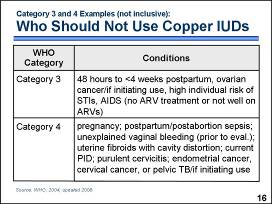 Category 3 and 4 Examples (not inclusive):
Who Should Not Use Copper IUDs
WHO
Category
Conditions
Category 3
48 hours to <4 weeks postpartum, ovarian
cancer/if initiating use, high individual risk of
STIs, AIDS (no ARV treatment or not well on
ARVs)
Category 4
pregnancy; postpartum/postabortion sepsis;
unexplained vaginal bleeding (prior to eval.);
uterine fibroids with cavity distortion; current
PID; purulent cervicitis; endometrial cancer,
cervical cancer, or pelvic TB/if initiating use
Source: WHO, 2004; updated 2008
16